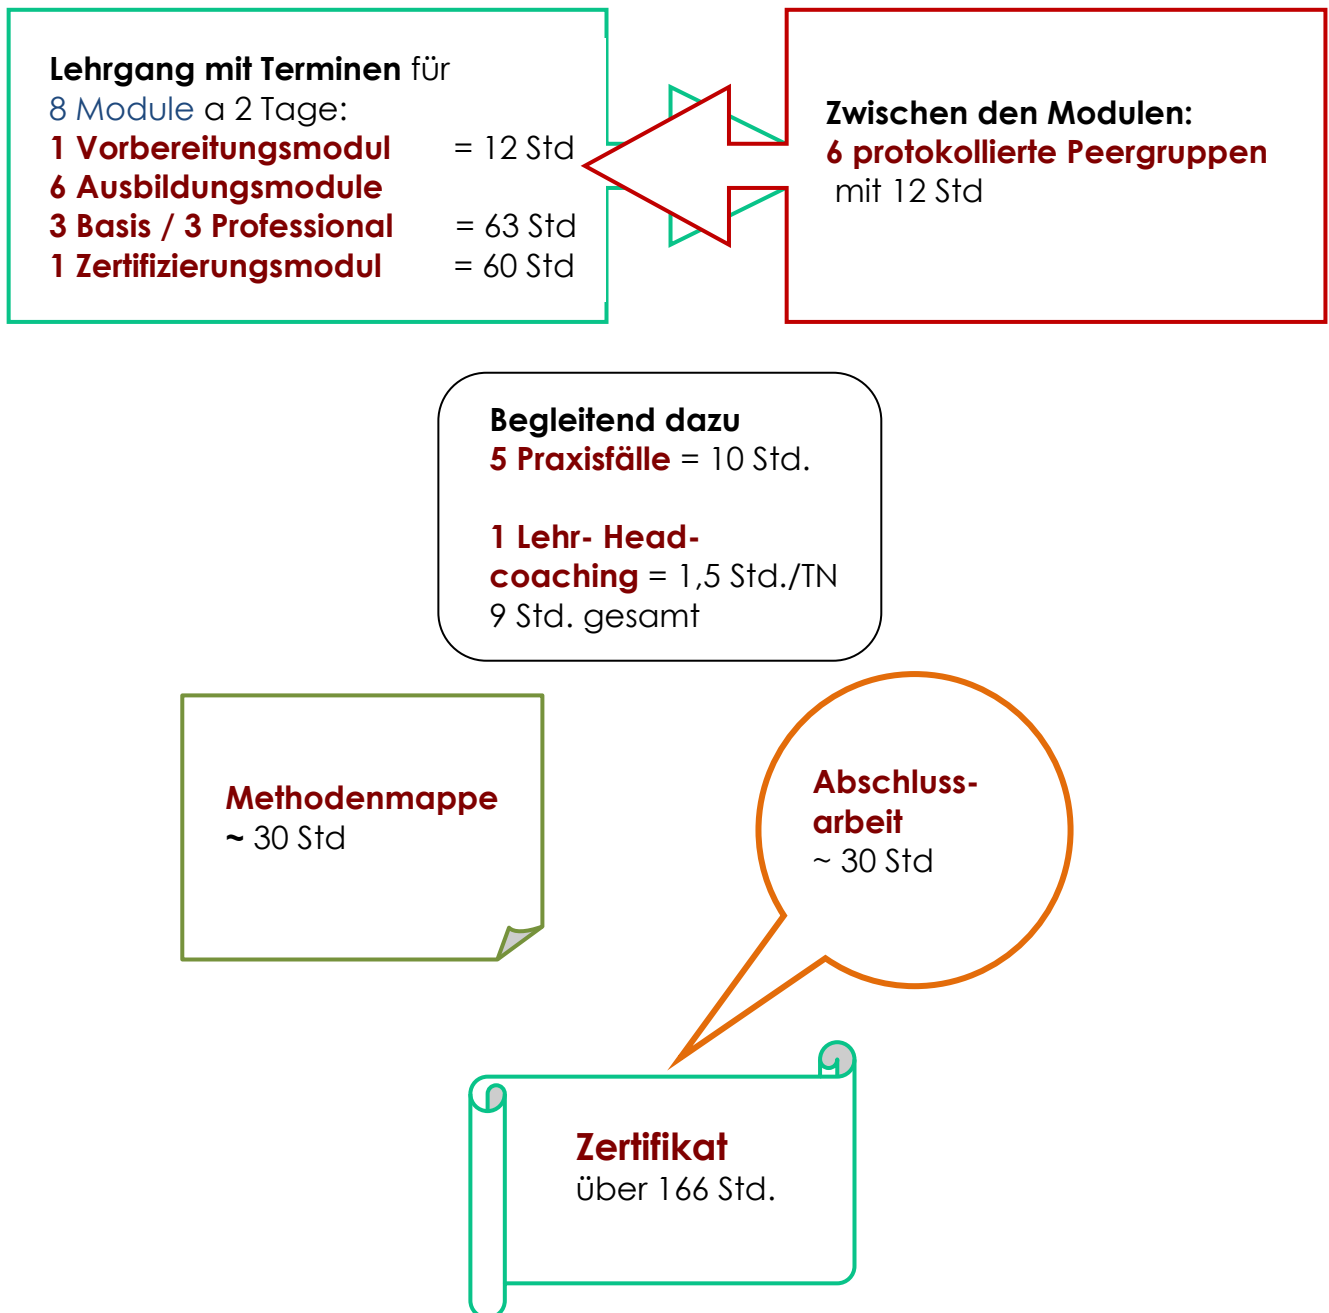 Lehrgang mit Terminen für
8 Module a 2 Tage:
1 Vorbereitungsmodul = 12 Std
6 Ausbildungsmodule
3 Basis / 3 Professional = 63 Std
1 Zertifizierungsmodul = 60 Std
Zwischen den Modulen:
6 protokollierte Peergruppen
mit 12 Std
Begleitend dazu
5 Praxisfälle = 10 Std.
1 Lehr- Head-
coaching = 1,5 Std./TN
9 Std. gesamt
Methodenmappe
~ 30 Std
Abschluss-
arbeit
~ 30 Std
Zertifikat
über 166 Std.